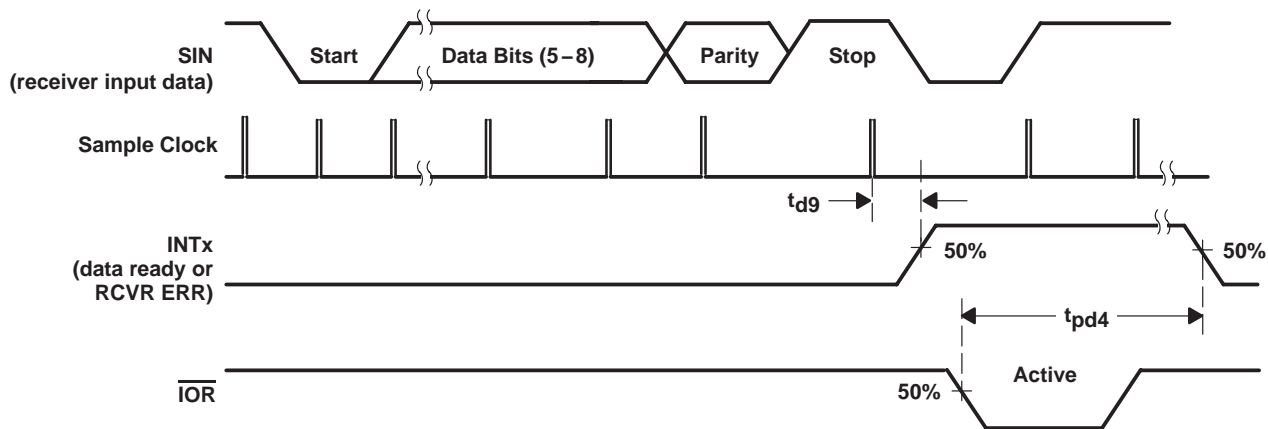 SIN
(receiver input data)
Start
Data Bits (5–8)
Parity
Stop
Sample Clock
td9
INTx
(data ready or
RCVR ERR)
50%
50%
tpd4
IOR
50%
Active